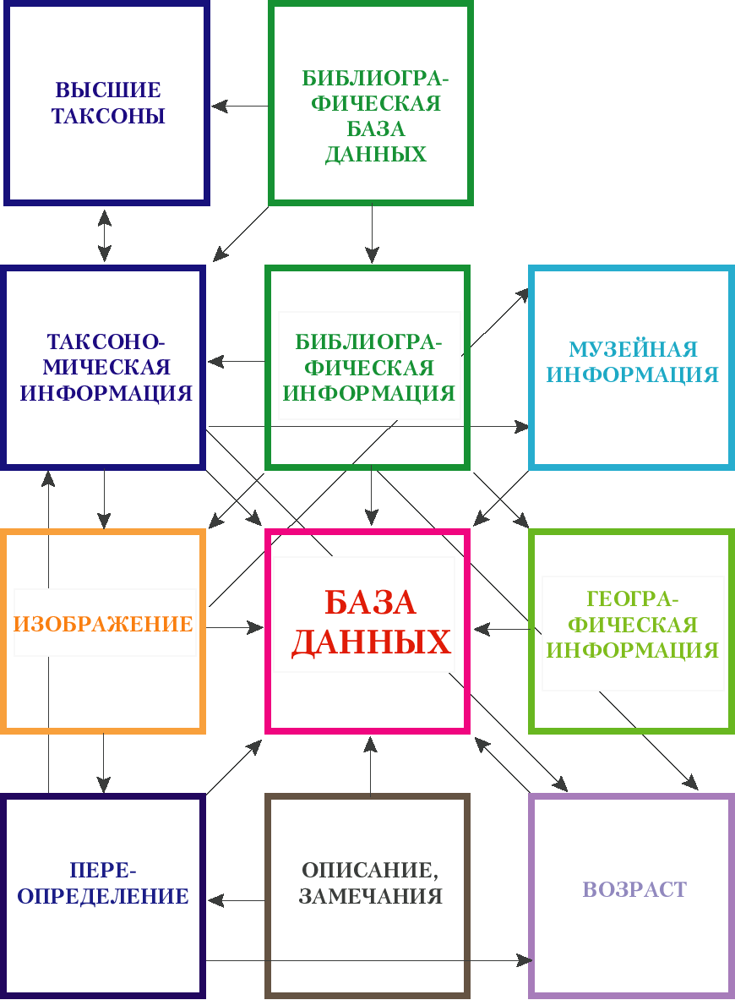 ВЫСШИЕ
ТАКСОНЫ
БИБЛИОГРА-
ФИЧЕСКАЯ
БАЗА
ДАННЫХ
ТАКСОНО-
МИЧЕСКАЯ
ИНФОРМАЦИЯ
БИБЛИОГРА-
ФИЧЕСКАЯ
ИНФОРМАЦИЯ
МУЗЕЙНАЯ
ИНФОРМАЦИЯ
ИЗОБРАЖЕНИЕ
БАЗА
ДАННЫХ
ГЕОГРА-
ФИЧЕСКАЯ
ИНФОРМАЦИЯ
ПЕРЕ-
ОПРЕДЕЛЕНИЕ
ОПИСАНИЕ,
ЗАМЕЧАНИЯ
ВОЗРАСТ